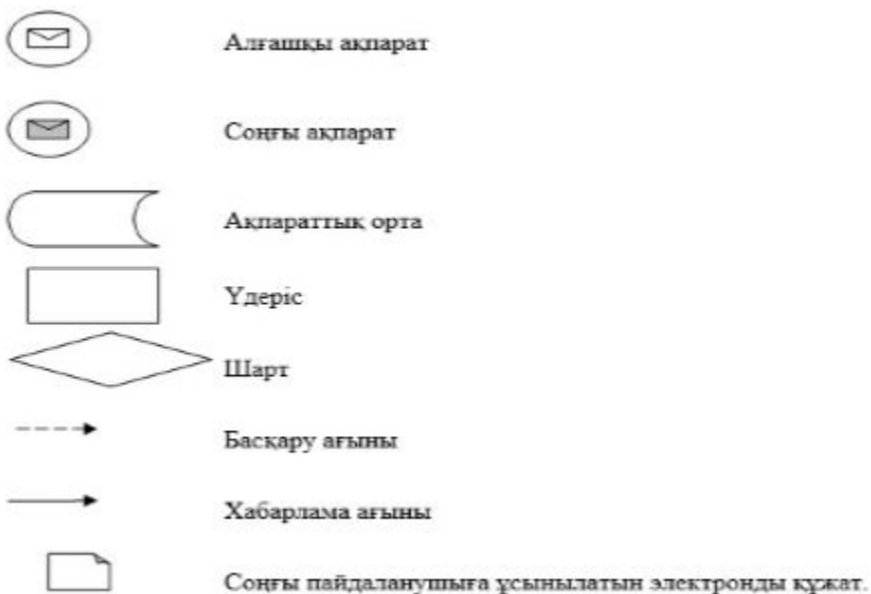 Алғашқы ақпарат
Соңғы ақпарат
Ақпараттық орта
Үдеріс
Шарт
Басқару ағыны
Хабарлама ағыны
Соңғы пайдаланушыға ұсынылатын электронды құжат.